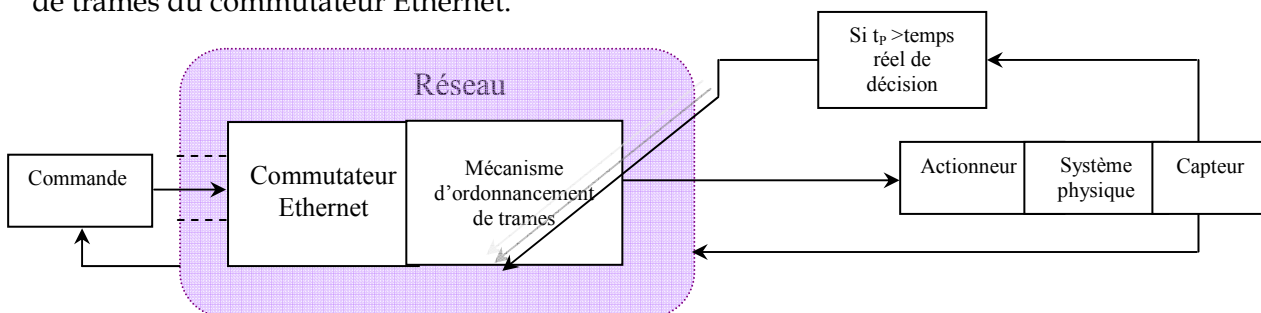 de trames du commutateur Ethernet.
Réseau
Commande
Commutateur
Ethernet
Mécanisme
d'ordonnancement
de trames
Si tP >temps
réel de
décision
Actionneur
Système
physique
Capteur